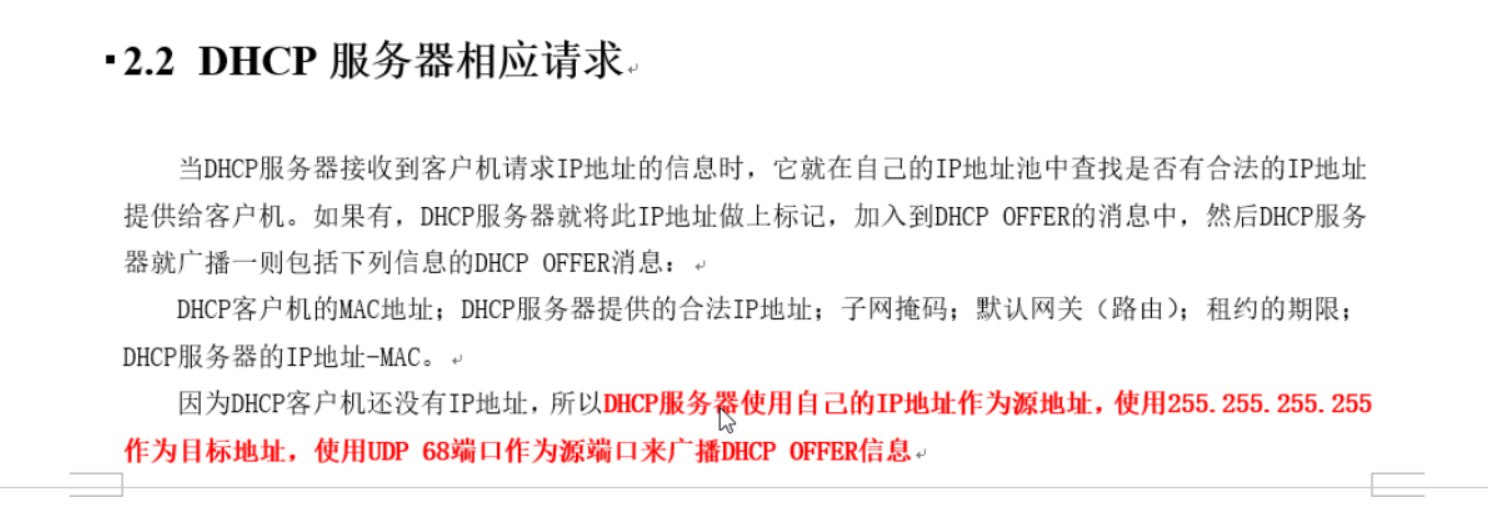 2.2 DHCP 服务器相应请求
当DHCP服务器接收到客户机请求IP地址的信息时，它就在自己的IP地址池中查找是否有合法的IP地址
提供给客户机。如果有，DHCP服务器就将此IP地址做上标记，加入到DHCP OFFER的消息中，然后DHCP服务
器就广播一则包括下列信息的DHCP OFFER消息：
DHCP客户机的MAC地址；DHCP服务器提供的合法IP地址；子网掩码；默认网关（路由）；租约的期限；
DHCP服务器的IP地址-MAC。
因为DHCP客户机还没有IP地址，所以DHCP服务器使用自己的IP地址作为源地址，使用255.255.255.255
作为目标地址，使用UDP 68端口作为源端口来广播DHCP OFFER信息